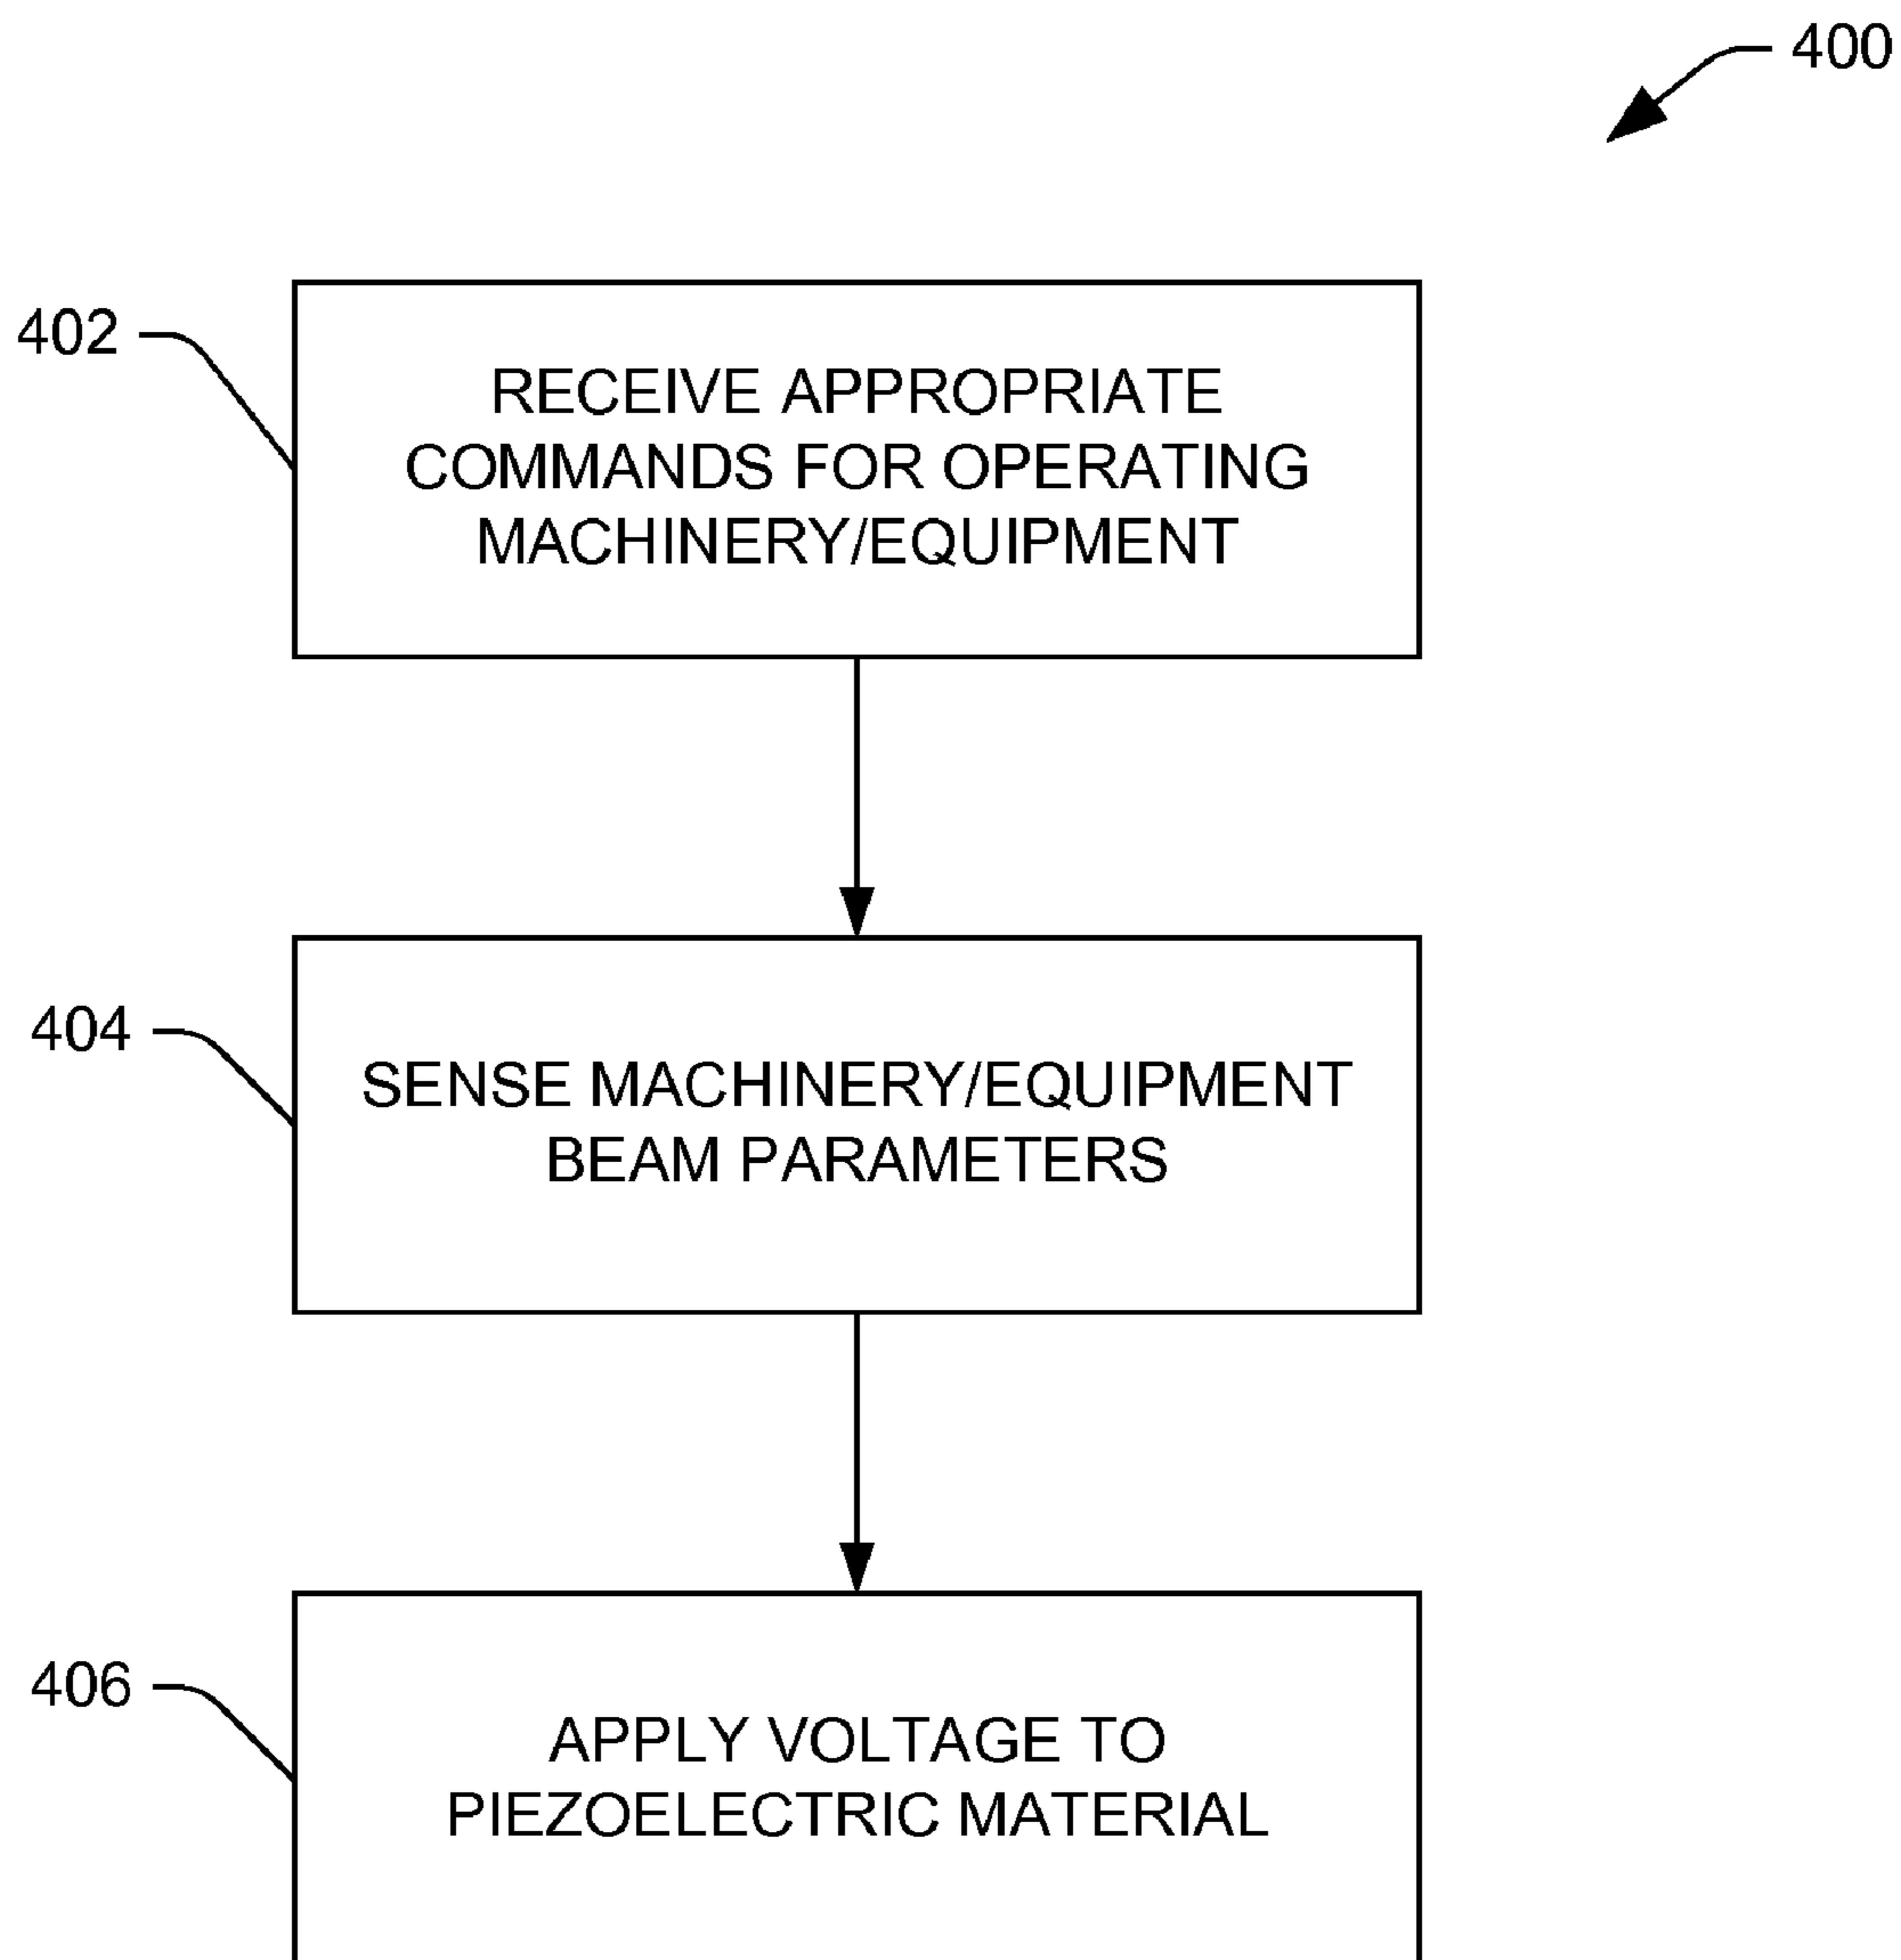 400
402
RECEIVE APPROPRIATE
COMMANDS FOR OPERATING
MACHINERY/EQUIPMENT
404
SENSE MACHINERY/EQUIPMENT
BEAM PARAMETERS
406
APPLY VOLTAGE TO
PIEZOELECTRIC MATERIAL